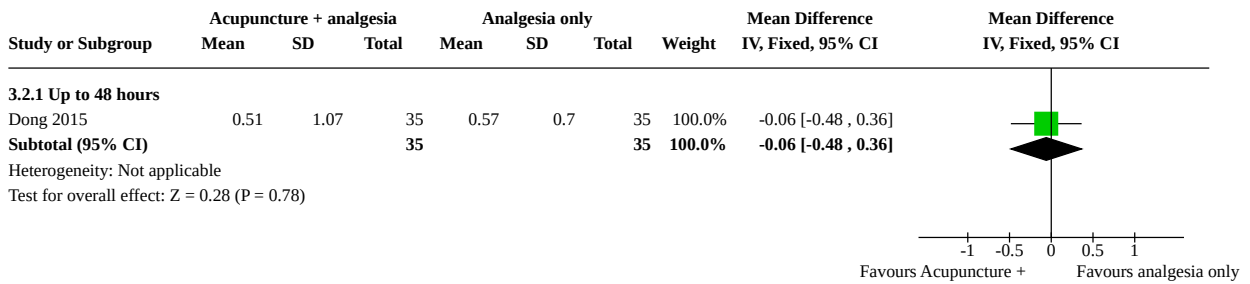 Acupuncture + analgesia Analgesia only Mean Difference Mean Difference
Study or Subgroup Mean SD Total Mean SD Total Weight IV, Fixed, 95% CI IV, Fixed, 95% CI
3.2.1 Up to 48 hours
Dong 2015 0.51 1.07 35 0.57 0.7 35 100.0% -0.06 [-0.48 , 0.36]
Subtotal (95% CI) 35 35 100.0% -0.06 [-0.48 , 0.36]
Heterogeneity: Not applicable
Test for overall effect: Z = 0.28 (P = 0.78)
-1 -0.5 0 0.5 1
Favours Acupuncture + Favours analgesia only